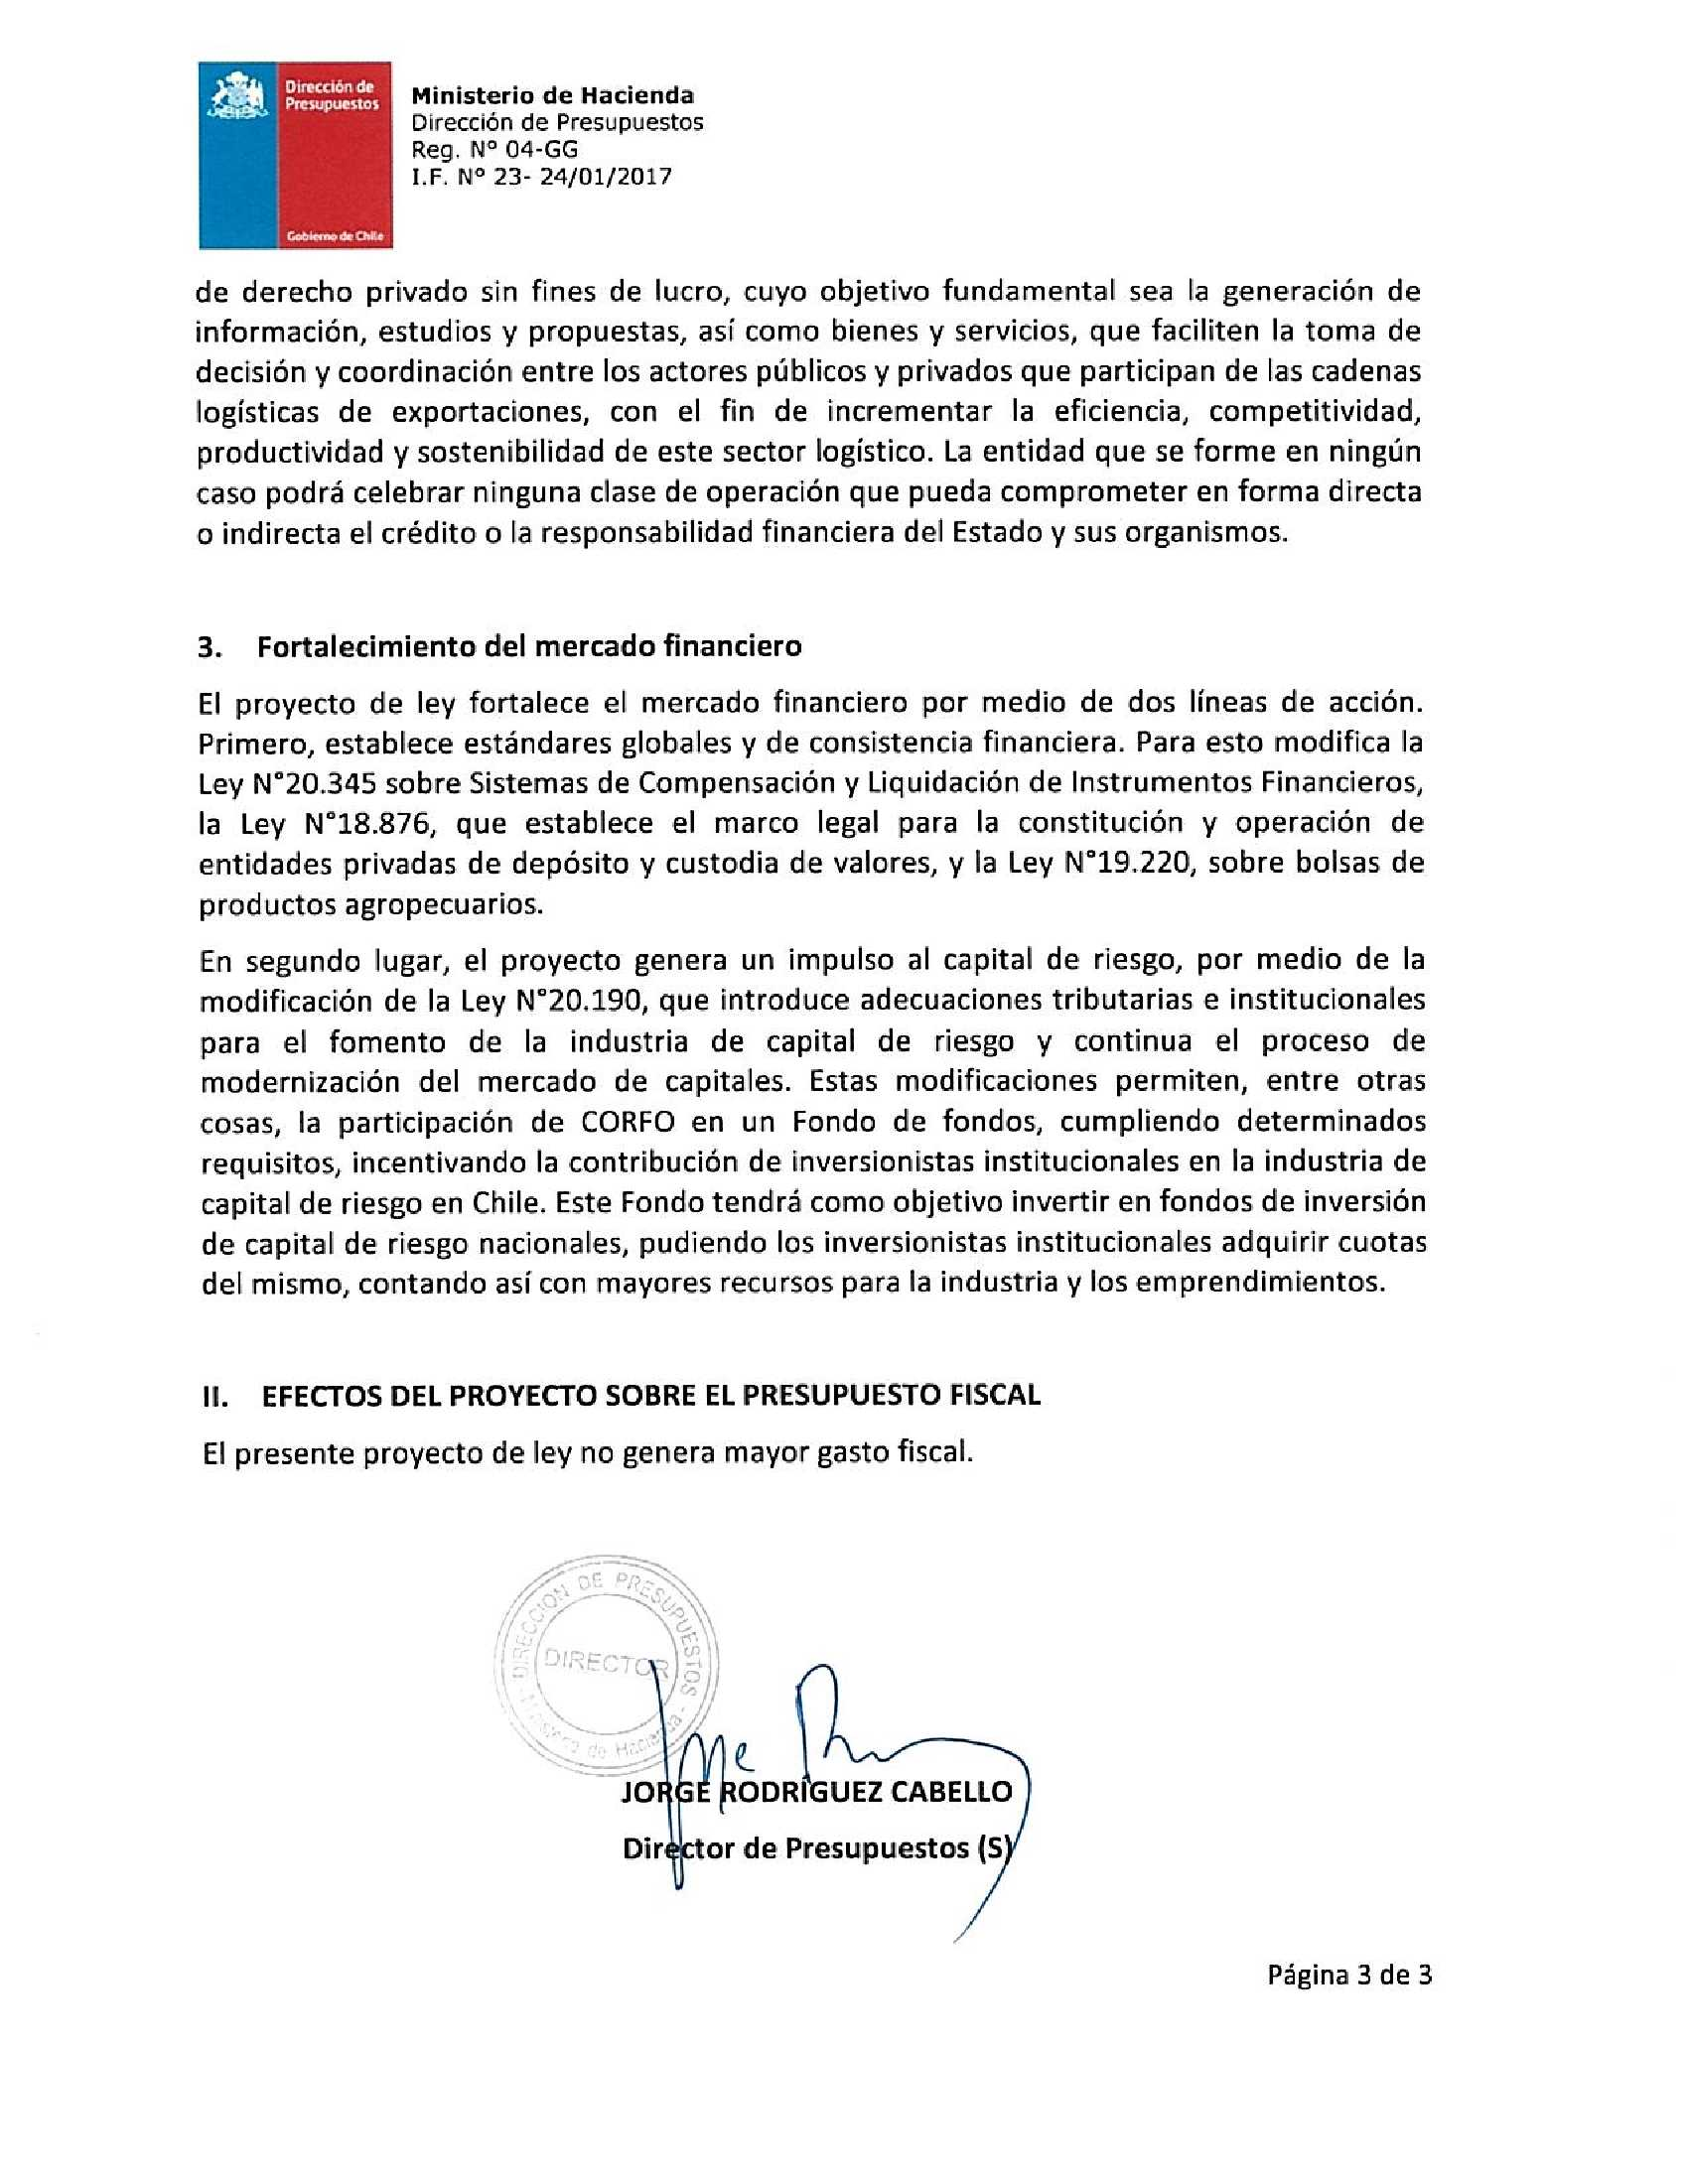 Dirección de
Presupuestos
Gobierno de Chile
Ministerio de Hacienda
Dirección de Presupuestos
Reg. Nº 04-GG
I.F. Nº 23- 24/01/2017
de derecho privado sin fines de lucro, cuyo objetivo fundamental sea la generación de
información, estudios y propuestas, así como bienes y servicios, que faciliten la toma de
decisión y coordinación entre los actores públicos y privados que participan de las cadenas
logísticas de exportaciones, con el fin de incrementar la eficiencia, competitividad,
productividad y sostenibilidad de este sector logístico. La entidad que se forme en ningún
caso podrá celebrar ninguna clase de operación que pueda comprometer en forma directa
o indirecta el crédito o la responsabilidad financiera del Estado y sus organismos.
3. Fortalecimiento del mercado financiero
El proyecto de ley fortalece el mercado financiero por medio de dos líneas de acción.
Primero, establece estándares globales y de consistencia financiera. Para esto modifica la
Ley N°20.345 sobre Sistemas de Compensación y Liquidación de Instrumentos Financieros,
la Ley N°18.876, que establece el marco legal para la constitución y operación de
entidades privadas de depósito y custodia de valores, y la Ley N°19.220, sobre bolsas de
productos agropecuarios.
En segundo lugar, el proyecto genera un impulso al capital de riesgo, por medio de la
modificación de la Ley N°20.190, que introduce adecuaciones tributarias e institucionales
para el fomento de la industria de capital de riesgo y continua el proceso de
modernización del mercado de capitales. Estas modificaciones permiten, entre otras
cosas, la participación de CORFO en un Fondo de fondos, cumpliendo determinados
requisitos, incentivando la contribución de inversionistas institucionales en la industria de
capital de riesgo en Chile. Este Fondo tendrá como objetivo invertir en fondos de inversión
de capital de riesgo nacionales, pudiendo los inversionistas institucionales adquirir cuotas
del mismo, contando así con mayores recursos para la industria y los emprendimientos.
II. EFECTOS DEL PROYECTO SOBRE EL PRESUPUESTO FISCAL
El presente proyecto de ley no genera mayor gasto fiscal.
DIRECCION DE PRESUPUESTOS
DIRECTOR
Ministerio de Hacienda
JORGE RODRÍGUEZ CABELLO
Director de Presupuestos (S)
Página 3 de 3